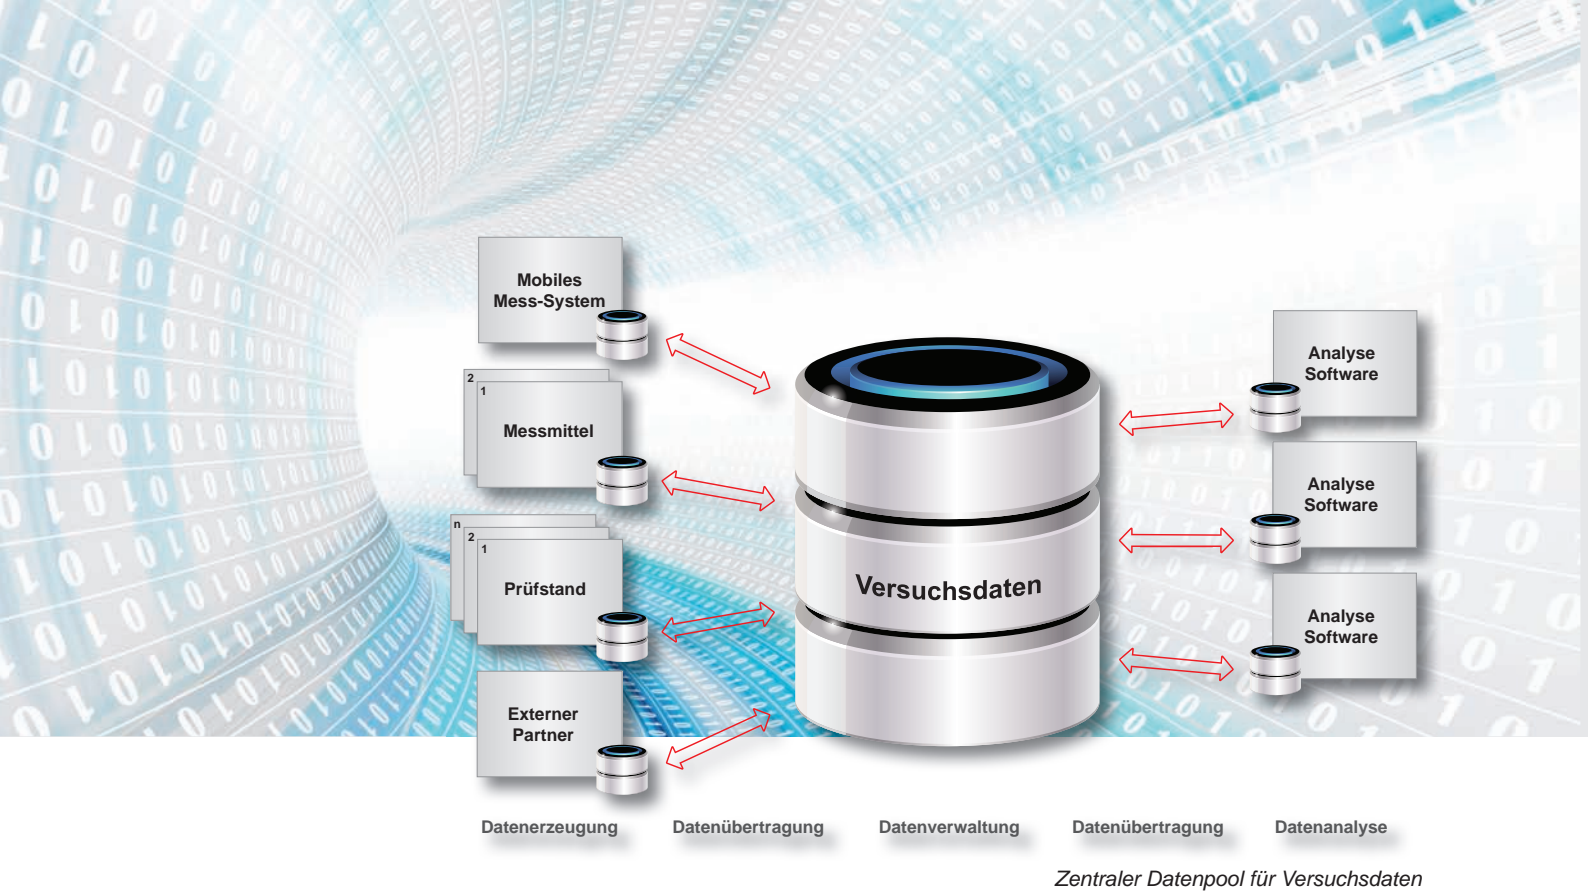 Mobiles
Mess-System
2
1
Messmittel
n
2
1
Prüfstand
Externer
Partner
Versuchsdaten
Analyse
Software
Analyse
Software
Analyse
Software
Datenerzeugung
Datenübertragung
Datenverwaltung
Datenübertragung
Datenanalyse
Zentraler Datenpool für Versuchsdaten